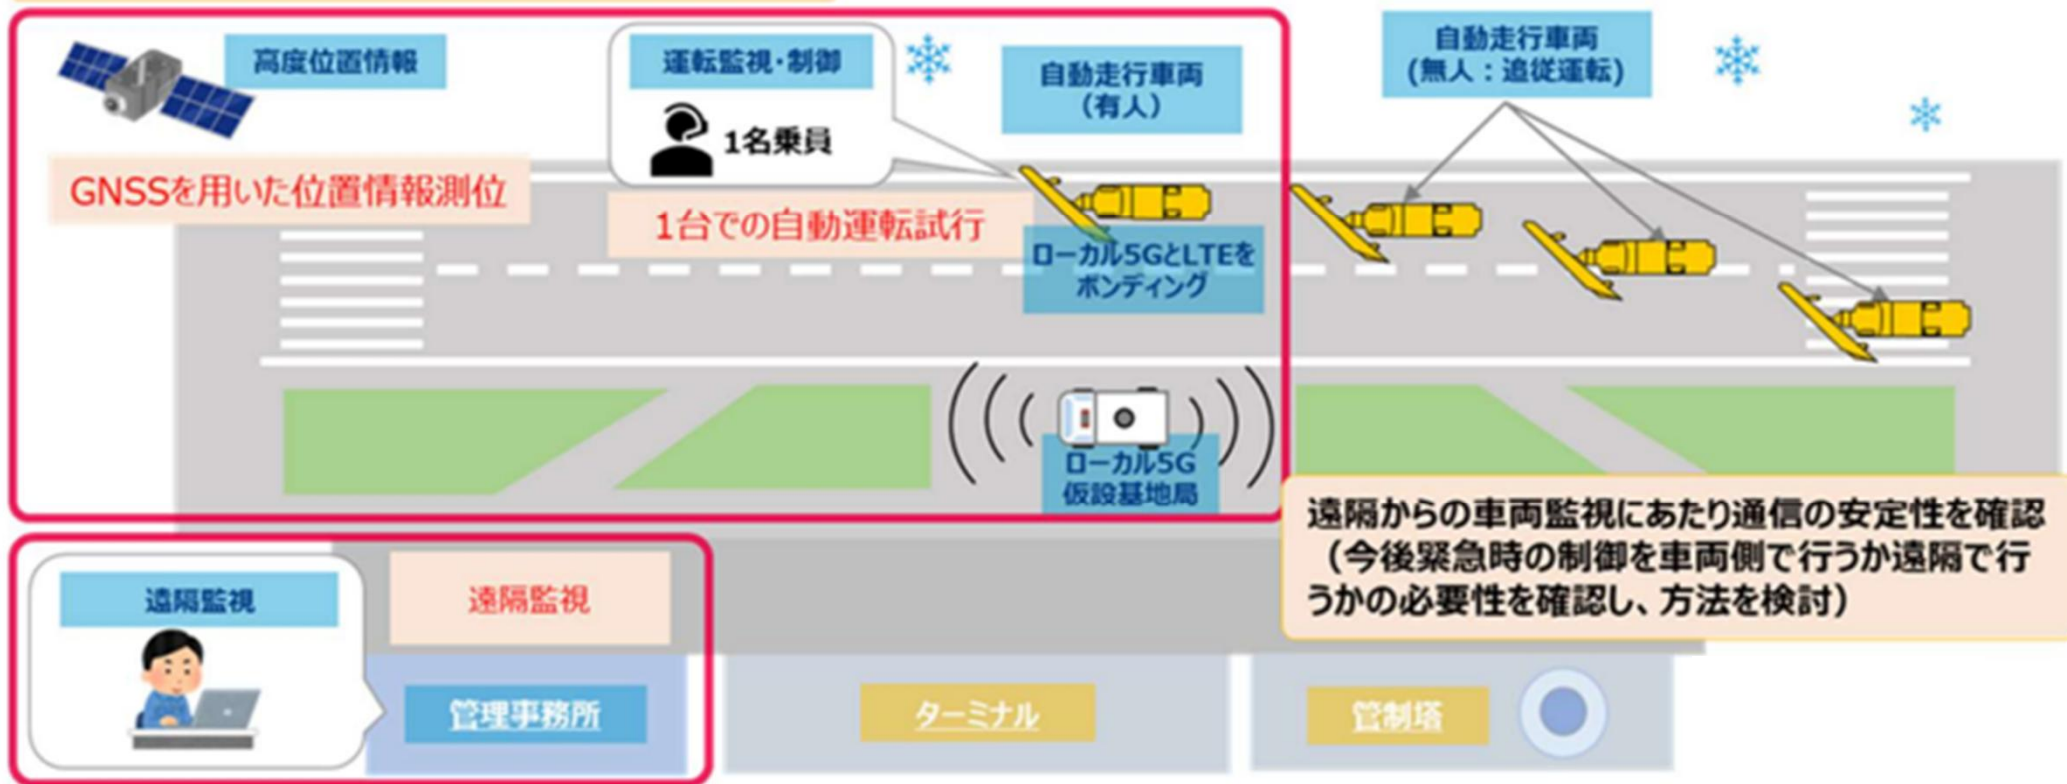 高度位置情報
運転監視・制御
1名乗員
自動走行車両
（有人）
自動走行車両
(無人：追従運転)
GNSSを用いた位置情報測位
1台での自動運転試行
ローカル5GとLTEを
ボンディング
ローカル5G
仮設基地局
遠隔からの車両監視にあたり通信の安定性を確認
（今後緊急時の制御を車両側で行うか遠隔で行
うかの必要性を確認し、方法を検討）
遠隔監視
遠隔監視
管理事務所
ターミナル
管制塔